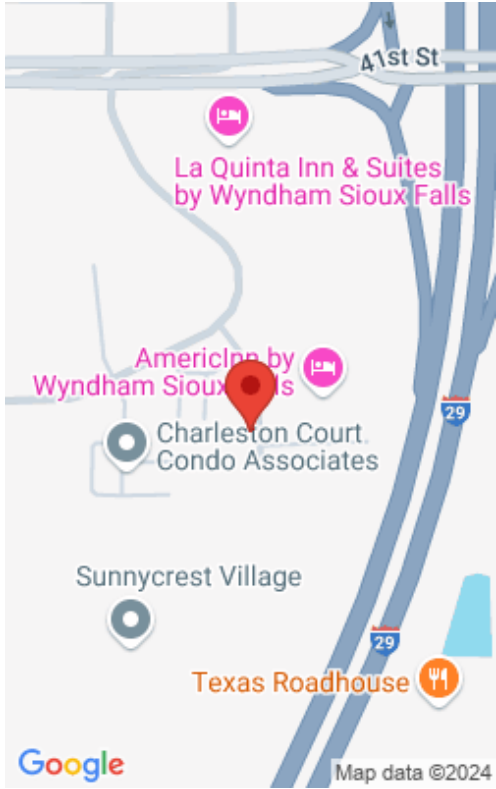 41st St
La Quinta Inn & Suites
by Wyndham Sioux Falls
AmericInn by
Wyndham Sioux Falls
Charleston Court
Condo Associates
29
Sunnycrest Village
29
Texas Roadhouse
Google
Map data ©2024